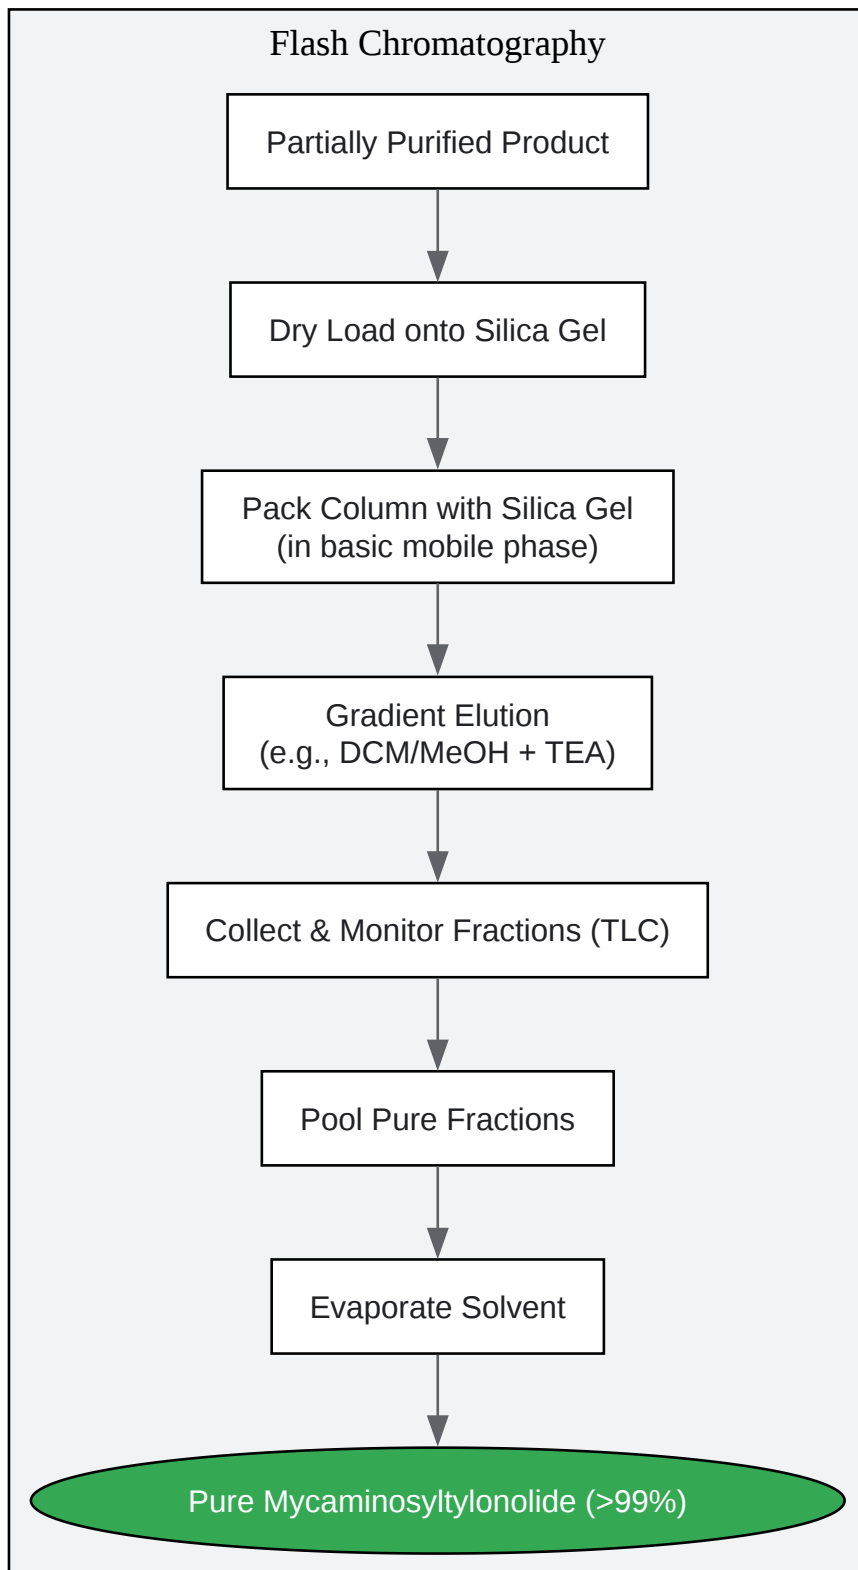 Flash Chromatography
Partially Purified Product
Dry Load onto Silica Gel
Pack Column with Silica Gel
(in basic mobile phase)
Gradient Elution
(e.g., DCM/MeOH + TEA)
Collect & Monitor Fractions (TLC)
Pool Pure Fractions
Evaporate Solvent
Pure Mycaminosyltylonolide (>99%)